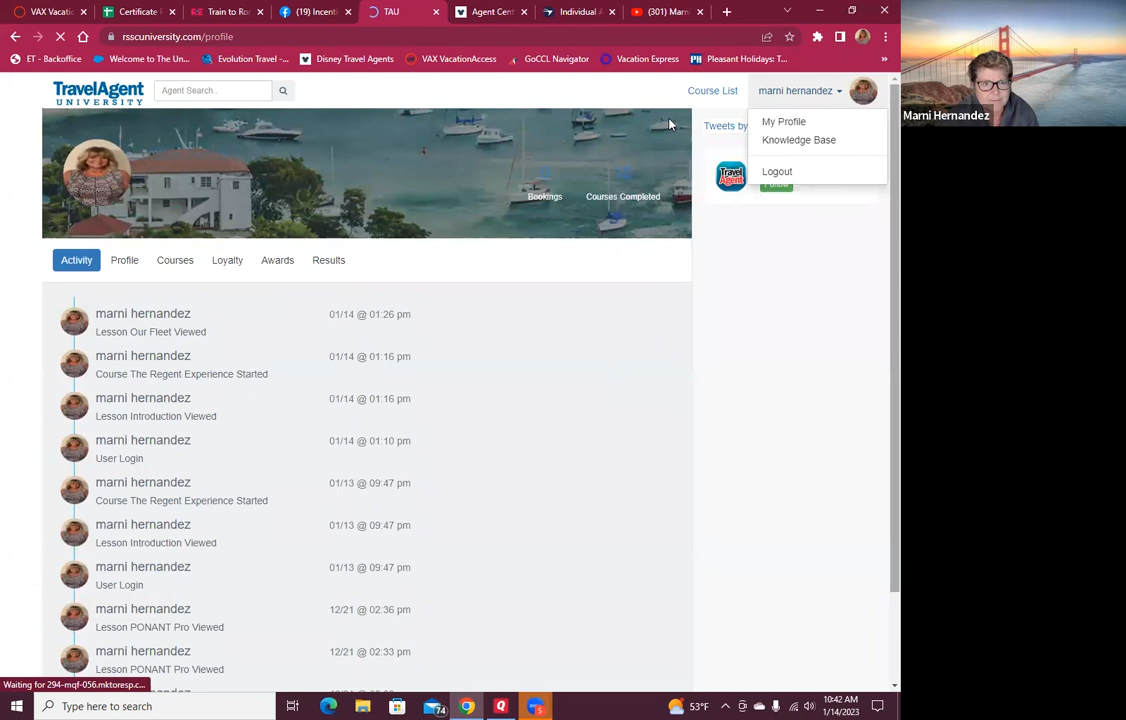 VAX Vacati
Certificate F
Train to Ro
(19) Incenti
TAU
Agent Cent
Individual A
(301) Marn
rsscuniversity.com/profile
ET - Backoffice
Welcome to The Un...
Evolution Travel -...
Disney Travel Agents
VAX VacationAccess
GoCCL Navigator
Vacation Express
Pleasant Holidays: T...
»
TravelAgent
UNIVERSITY
Agent Search..
Course List
marni hernandez
My Profile
Knowledge Base
Logout
Tweets by
Travel
Agent
Follow
Bookings
Courses Completed
Activity
Profile
Courses
Loyalty
Awards
Results
marni hernandez
01/14 @ 01:26 pm
Lesson Our Fleet Viewed
marni hernandez
01/14 @ 01:16 pm
Course The Regent Experience Started
marni hernandez
01/14 @ 01:16 pm
Lesson Introduction Viewed
marni hernandez
01/14 @ 01:10 pm
User Login
marni hernandez
01/13 @ 09:47 pm
Course The Regent Experience Started
marni hernandez
01/13 @ 09:47 pm
Lesson Introduction Viewed
marni hernandez
01/13 @ 09:47 pm
User Login
marni hernandez
12/21 @ 02:36 pm
Lesson PONANT Pro Viewed
marni hernandez
12/21 @ 02:33 pm
Lesson PONANT Pro Viewed
Waiting for 294-mqf-056.mktoresp.c...
Type here to search
74
5
53°F
10:42 AM
1/14/2023
Marni Hernandez